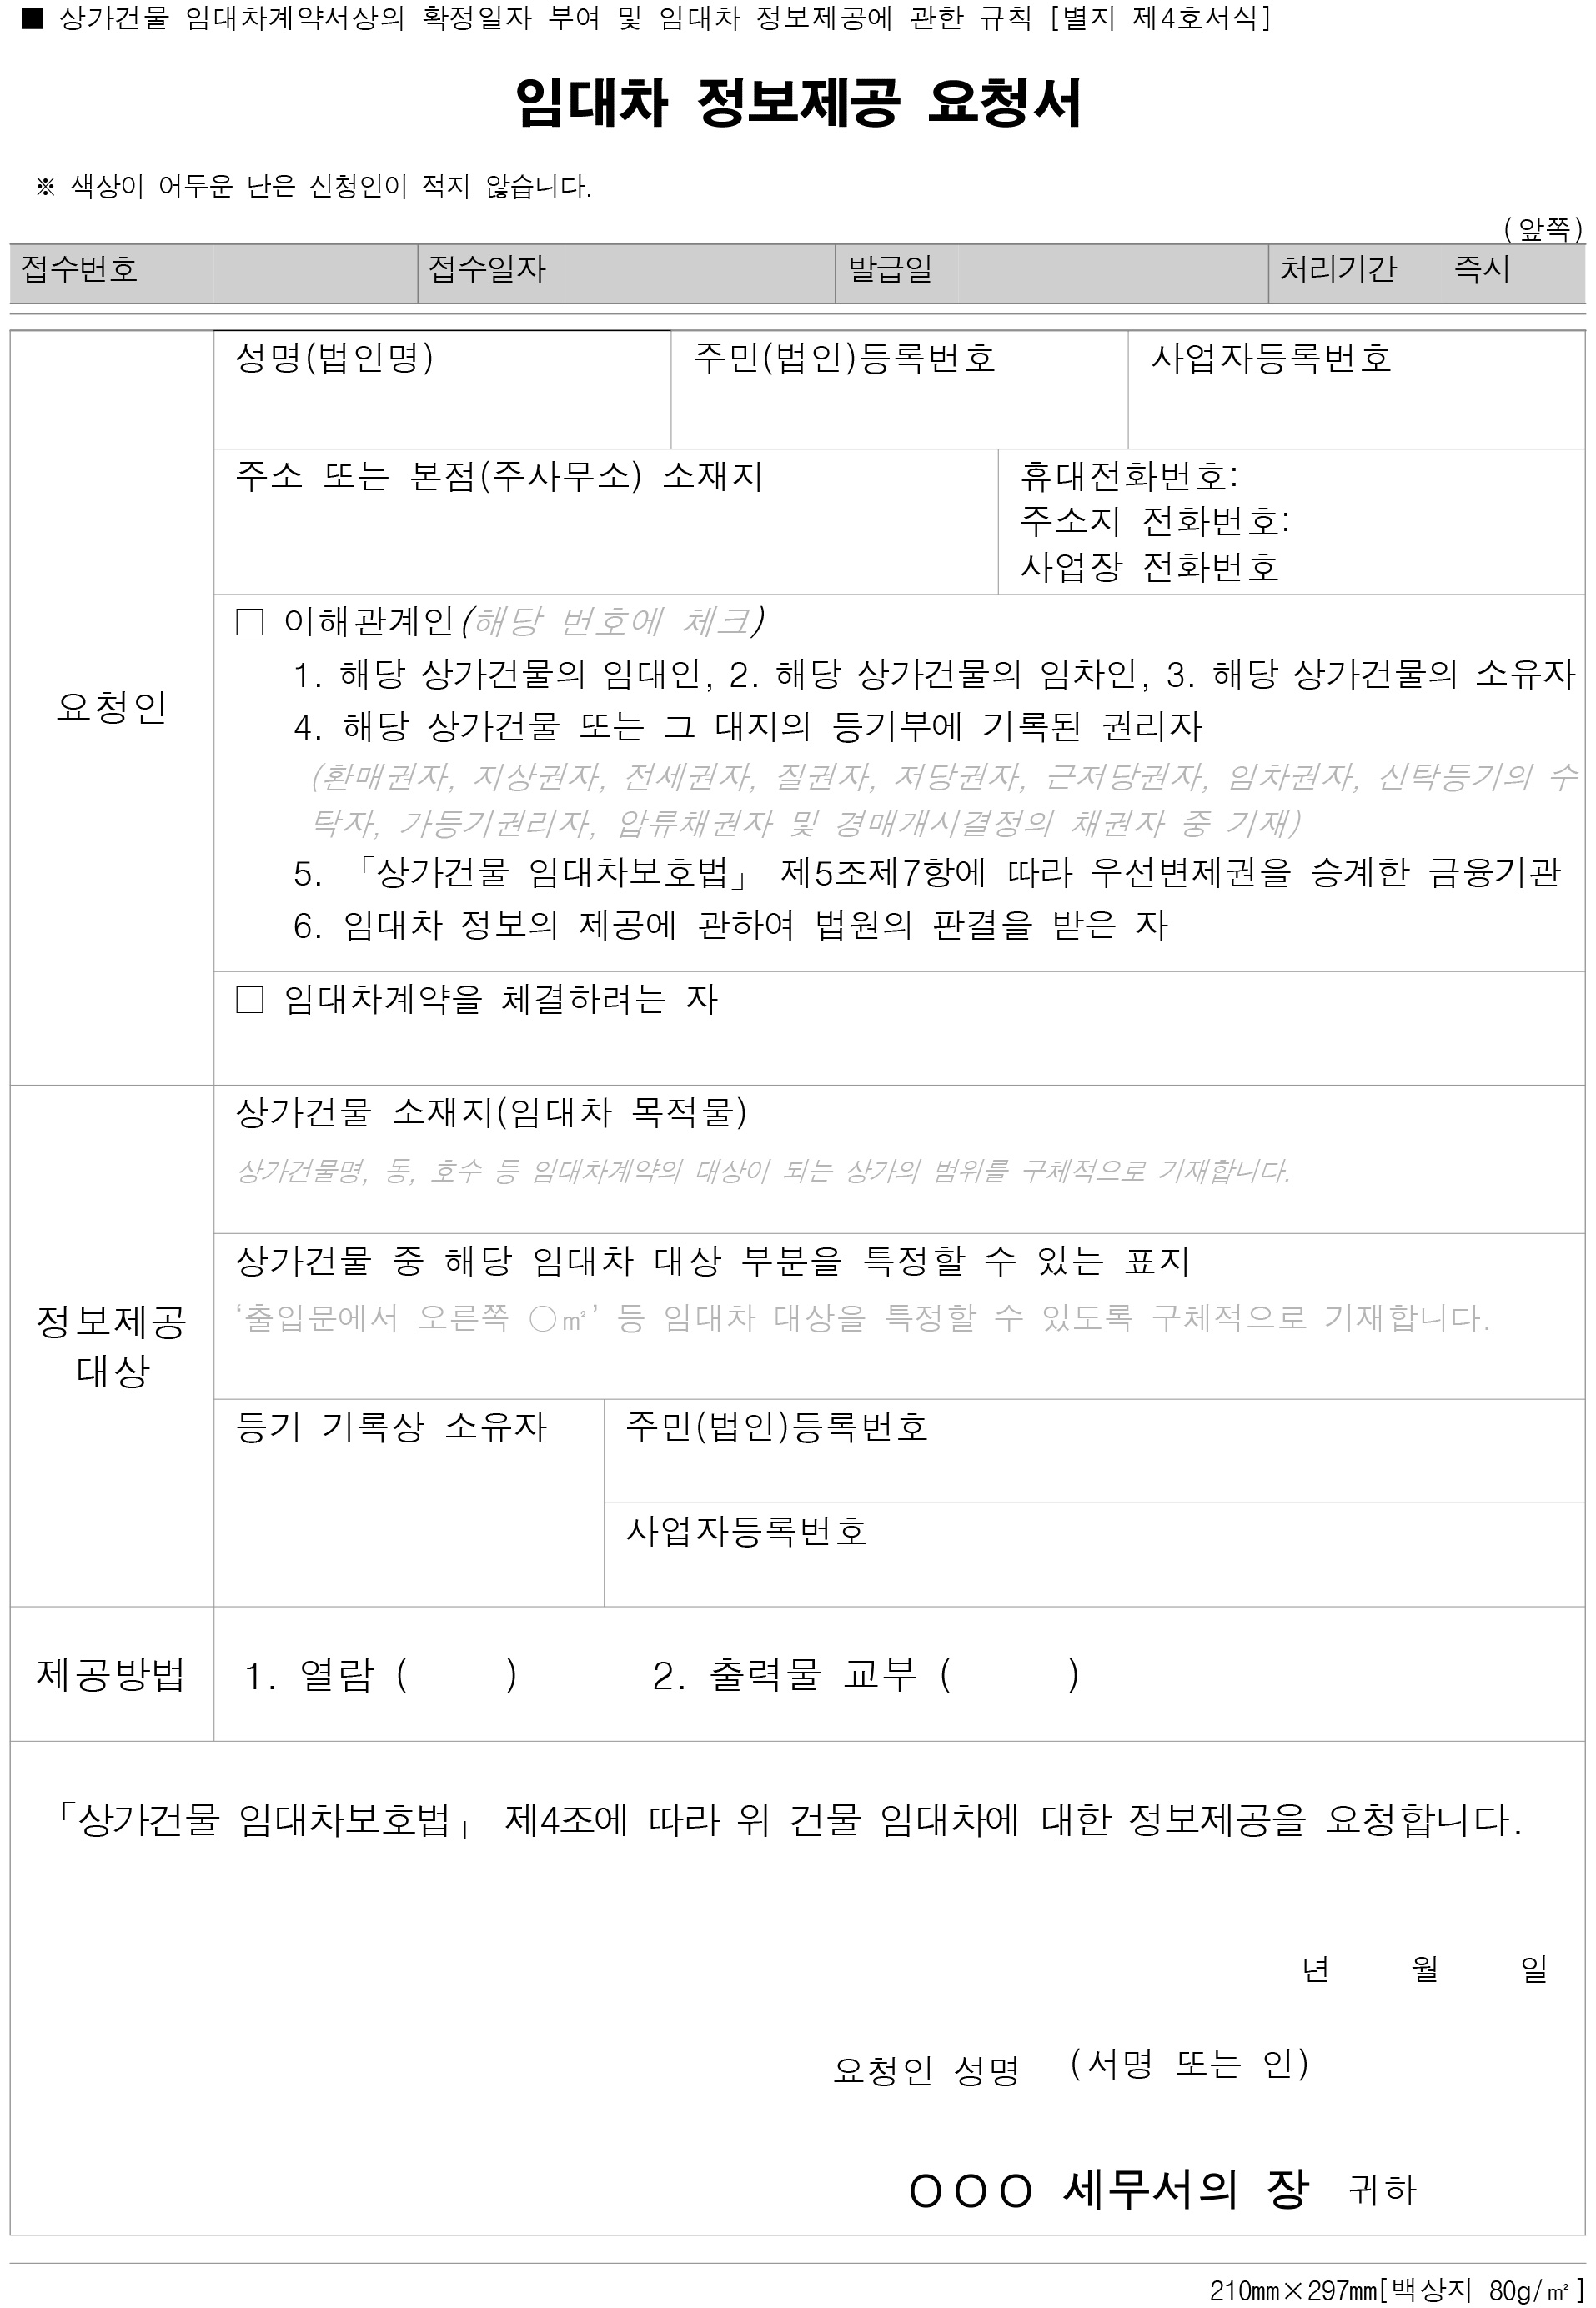 ■ 상가건물 임대차계약서상의 확정일자 부여 및 임대차 정보제공에 관한 규칙 [별지 제4호서식]
임대차 정보제공 요청서
※ 색상이 어두운 난은 신청인이 적지 않습니다.
(앞쪽)
접수번호 접수일자 발급일 처리기간 즉시
요청인
성명(법인명) 주민(법인)등록번호 사업자등록번호
주소 또는 본점(주사무소) 소재지
휴대전화번호:
주소지 전화번호:
사업장 전화번호
□ 이해관계인(해당 번호에 체크)
1. 해당 상가건물의 임대인, 2. 해당 상가건물의 임차인, 3. 해당 상가건물의 소유자
4. 해당 상가건물 또는 그 대지의 등기부에 기록된 권리자
(환매권자, 지상권자, 전세권자, 질권자, 저당권자, 근저당권자, 임차권자, 신탁등기의 수
탁자, 가등기권리자, 압류채권자 및 경매개시결정의 채권자 중 기재)
5. 「상가건물 임대차보호법」 제5조제7항에 따라 우선변제권을 승계한 금융기관
6. 임대차 정보의 제공에 관하여 법원의 판결을 받은 자
□ 임대차계약을 체결하려는 자
정보제공
대상
상가건물 소재지(임대차 목적물)
상가건물명, 동, 호수 등 임대차계약의 대상이 되는 상가의 범위를 구체적으로 기재합니다.
상가건물 중 해당 임대차 대상 부분을 특정할 수 있는 표지
‘출입문에서 오른쪽 ○㎡’ 등 임대차 대상을 특정할 수 있도록 구체적으로 기재합니다.
등기 기록상 소유자 주민(법인)등록번호
사업자등록번호
제공방법 1. 열람 ( ) 2. 출력물 교부 ( )
「상가건물 임대차보호법」 제4조에 따라 위 건물 임대차에 대한 정보제공을 요청합니다.
년 월 일
요청인 성명 (서명 또는 인)
○○○ 세무서의 장 귀하
210㎜×297㎜[백상지 80g/㎡]